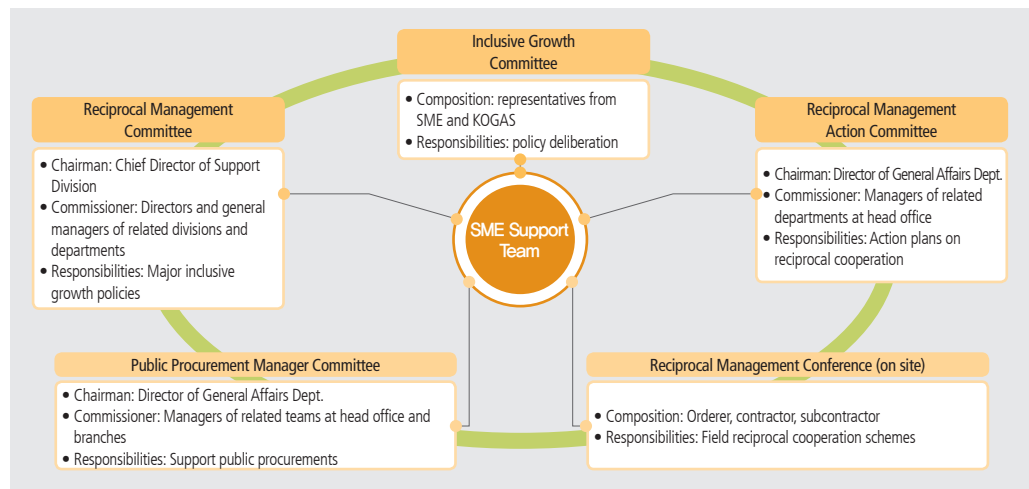 Inclusive Growth
Committee
• Composition: representatives from
SME and KOGAS
• Responsibilities: policy deliberation
Reciprocal Management
Committee
• Chairman: Chief Director of Support
Division
• Commissioner: Directors and general
managers of related divisions and
departments
• Responsibilities: Major inclusive
growth policies
SME Support
Team
Reciprocal Management
Action Committee
• Chairman: Director of General Affairs Dept.
• Commissioner: Managers of related
departments at head office
• Responsibilities: Action plans on
reciprocal cooperation
Public Procurement Manager Committee
• Chairman: Director of General Affairs Dept.
• Commissioner: Managers of related teams at head office and
branches
• Responsibilities: Support public procurements
Reciprocal Management Conference (on site)
• Composition: Orderer, contractor, subcontractor
• Responsibilities: Field reciprocal cooperation schemes